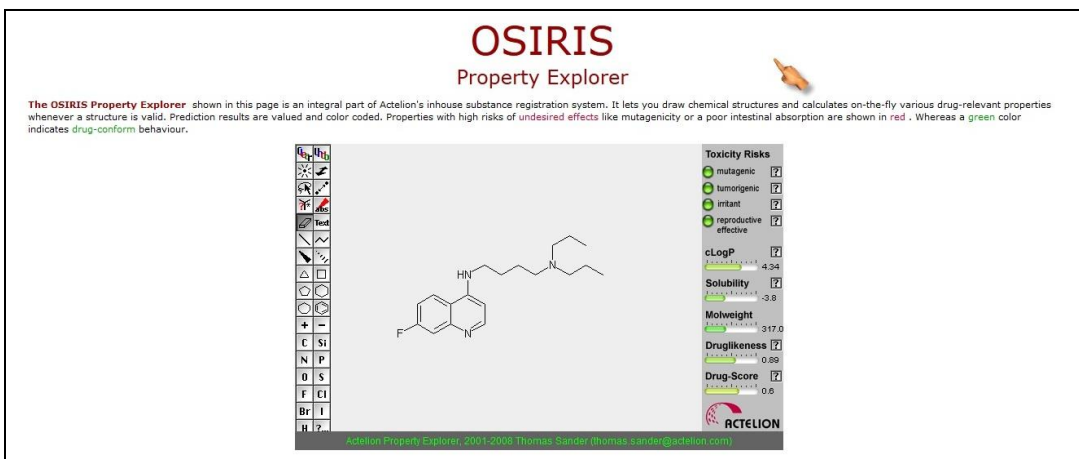 OSIRIS
Property Explorer
The OSIRIS Property Explorer shown in this page is an integral part of Actelion's inhouse substance registration system. It lets you draw chemical structures and calculates on-the-fly various drug-relevant properties
whenever a structure is valid. Prediction results are valued and color coded. Properties with high risks of undesired effects like mutagenicity or a poor intestinal absorption are shown in red . Whereas a green color
indicates drug-conform behaviour.
Toxicity Risks
mutagenic ?
tumorigenic ?
irritant ?
reproductive ?
effective
cLogP ?
4.34
Solubility ?
-3.8
Molweight
317.0
Druglikeness ?
0.89
Drug-Score ?
0.6
ACTELION
abs
Text
+ −
C Si
N P
O S
F Cl
Br I
H ?...
HN
N
F
N
Actelion Property Explorer, 2001-2008 Thomas Sander (thomas.sander@actelion.com)